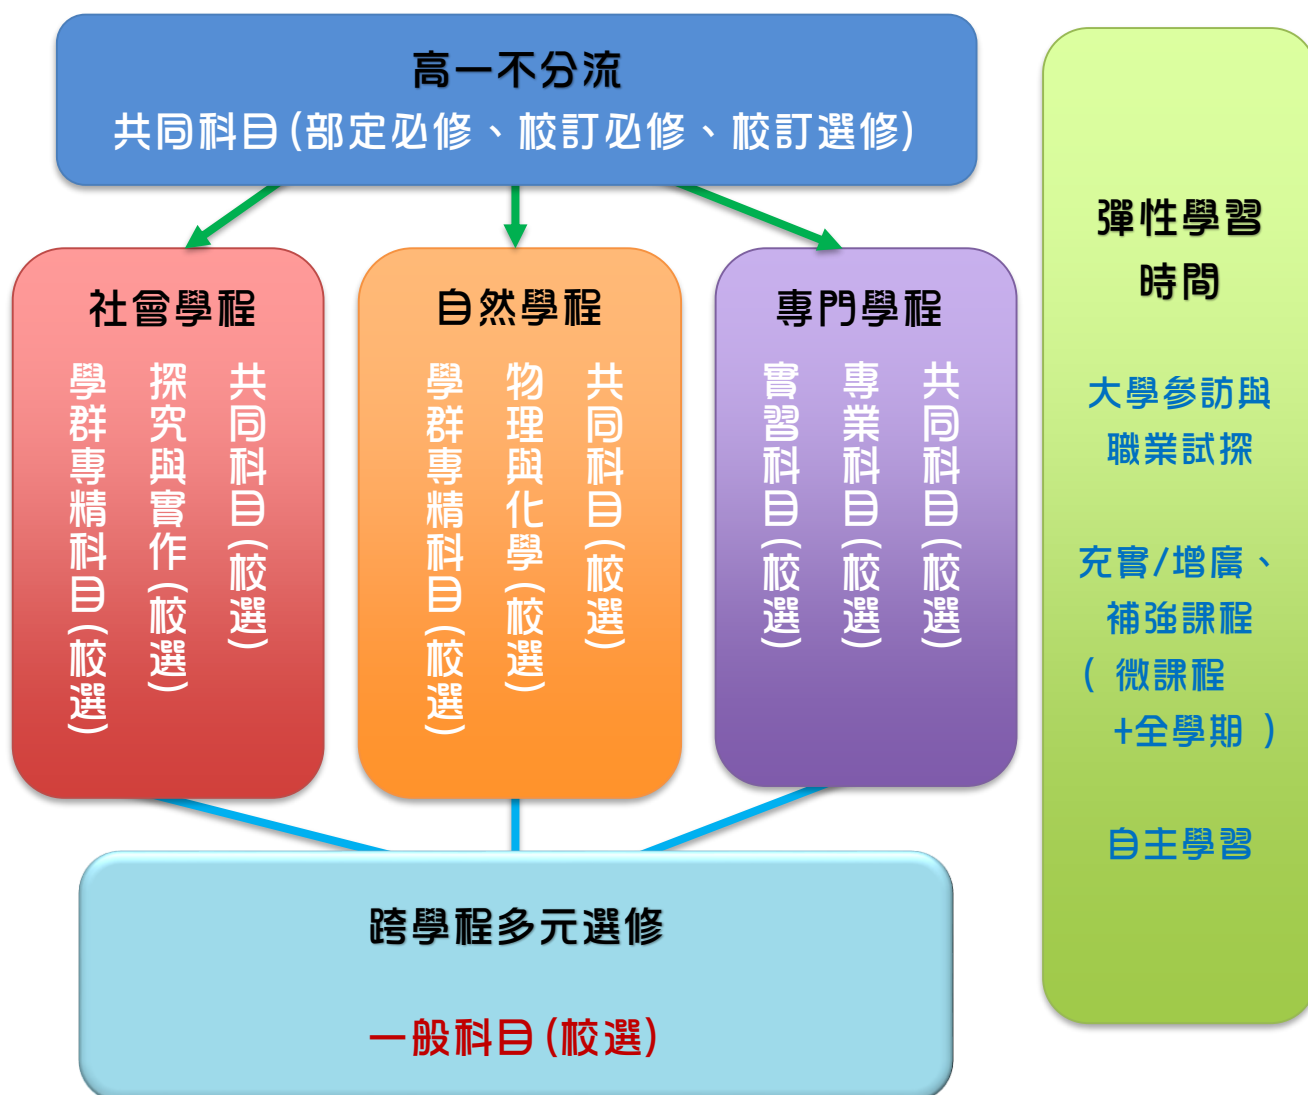 高一不分流
共同科目(部定必修、校訂必修、校訂選修)
社會學程
共同科目(校選)
探究與實作(校選)
學群專精科目(校選)
自然學程
共同科目(校選)
物理與化學(校選)
學群專精科目(校選)
專門學程
共同科目(校選)
專業科目(校選)
實習科目(校選)
跨學程多元選修
一般科目(校選)
彈性學習
時間
大學參訪與
職業試探
充實/增廣、
補強課程
( 微課程
+全學期 )
自主學習